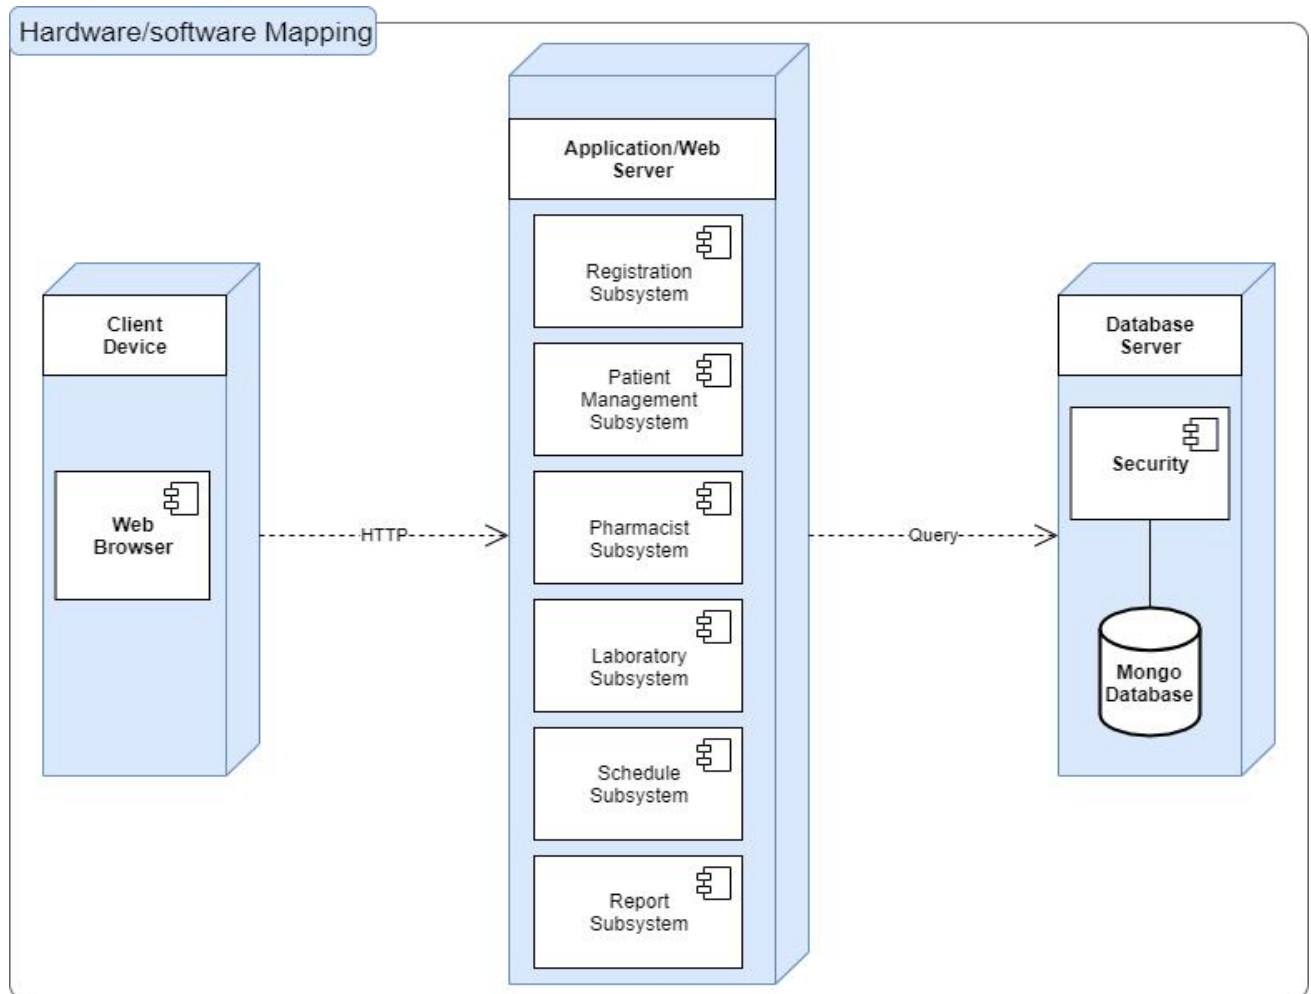 Hardware/software Mapping
Client
Device
Web
Browser
HTTP
Application/Web
Server
Registration
Subsystem
Patient
Management
Subsystem
Pharmacist
Subsystem
Laboratory
Subsystem
Schedule
Subsystem
Report
Subsystem
Query
Database
Server
Security
Mongo
Database